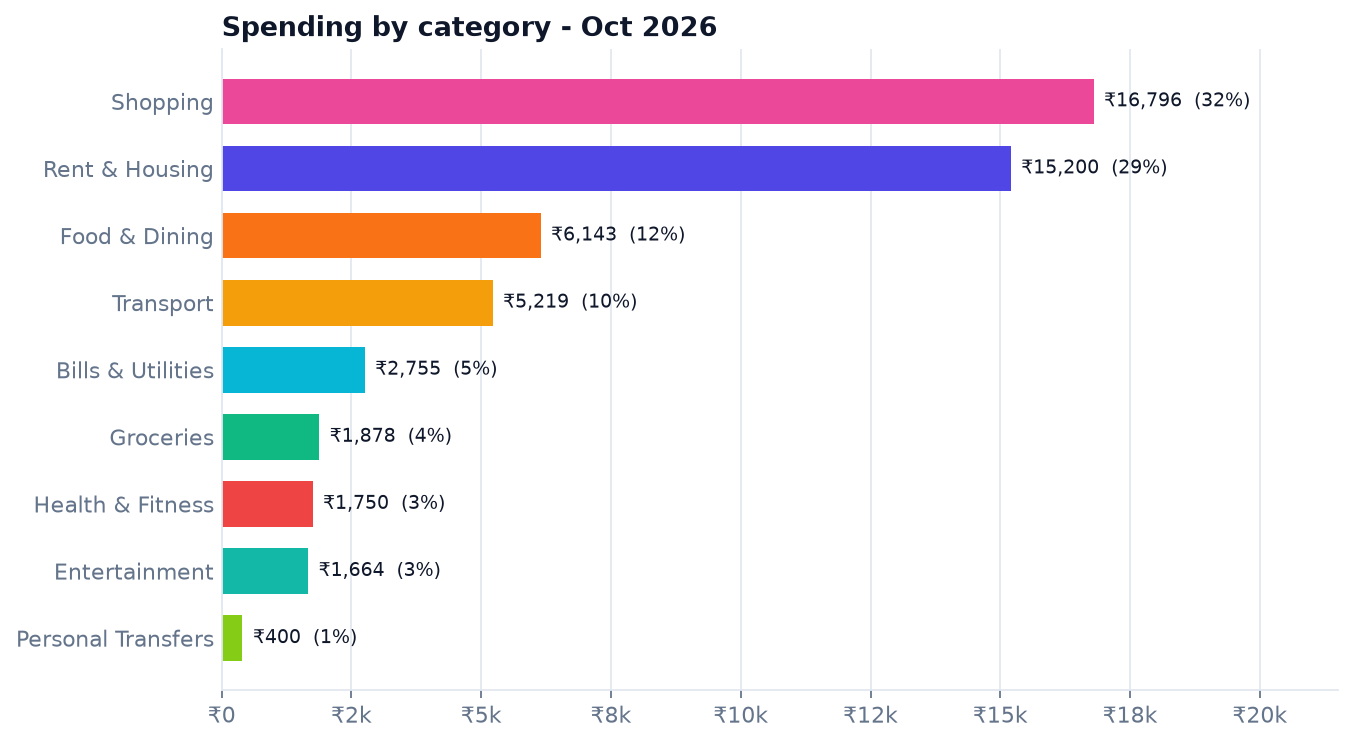 Spending by category - Oct 2026
Shopping ₹16,796 (32%)
Rent & Housing ₹15,200 (29%)
Food & Dining ₹6,143 (12%)
Transport ₹5,219 (10%)
Bills & Utilities ₹2,755 (5%)
Groceries ₹1,878 (4%)
Health & Fitness ₹1,750 (3%)
Entertainment ₹1,664 (3%)
Personal Transfers ₹400 (1%)
₹0 ₹2k ₹5k ₹8k ₹10k ₹12k ₹15k ₹18k ₹20k